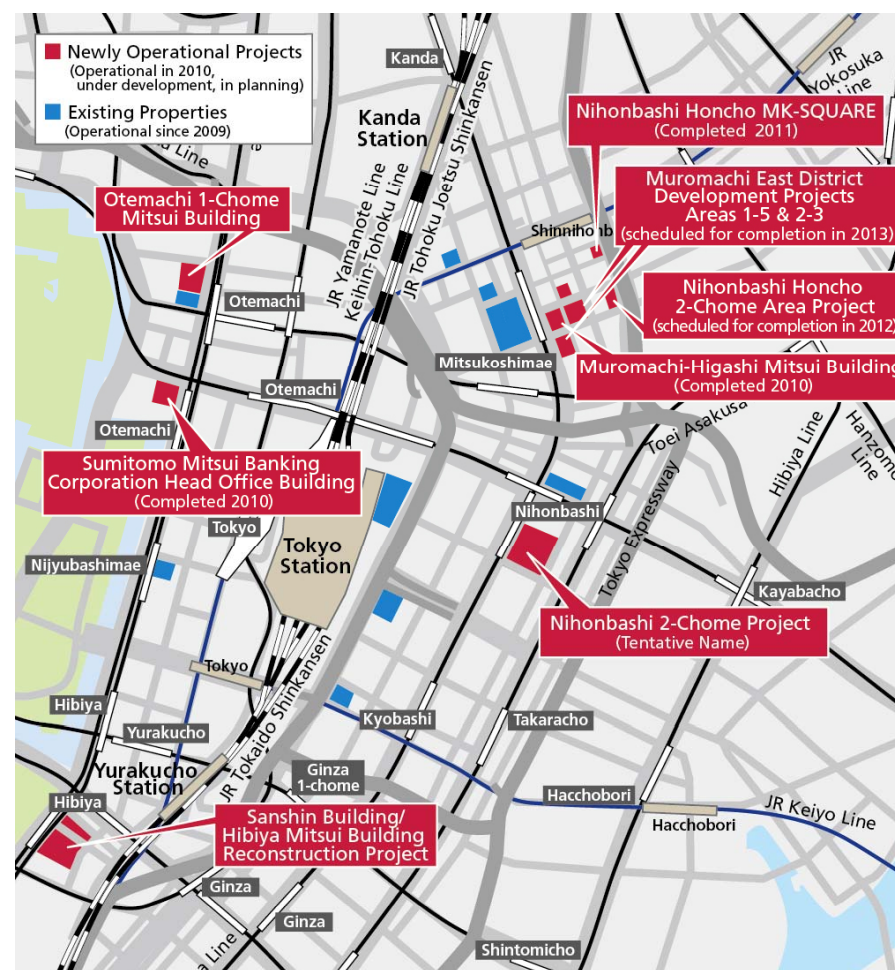 Newly Operational Projects
(Operational in 2010,
under development, in planning)
Existing Properties
(Operational since 2009)
Line
Kanda
Kanda
Station
JR
Yokosuka
Line
Nihonbashi Honcho MK-SQUARE
(Completed 2011)
Otemachi 1-Chome
Mitsui Building
JR Yamanote Line
Keihin-Tohoku Line
JR Tohoku Joetsu Shinkansen
Muromachi East District
Development Projects
Areas 1-5 & 2-3
(scheduled for completion in 2013)
Shinnihonb
Otemachi
Nihonbashi Honcho
2-Chome Area Project
(scheduled for completion in 2012)
Mitsukoshimae
Muromachi-Higashi Mitsui Building
(Completed 2010)
Otemachi
Otemachi
Toei Asakusa
Hibiya Line
Hanzomo
Line
Sumitomo Mitsui Banking
Corporation Head Office Building
(Completed 2010)
Tokyo
Nihonbashi
Tokyo Expressway
Tokyo
Station
Nijyubashimae
Kayabacho
Nihonbashi 2-Chome Project
(Tentative Name)
Tokyo
JR Tokaido Shinkansen
Hibiya
Yurakucho
Kyobashi
Takaracho
Yurakucho
Station
Ginza
1-chome
Hacchobori
JR Keiyo Line
Hacchobori
Hibiya
Sanshin Building/
Hibiya Mitsui Building
Reconstruction Project
Ginza
Ginza
Shintomicho
Line